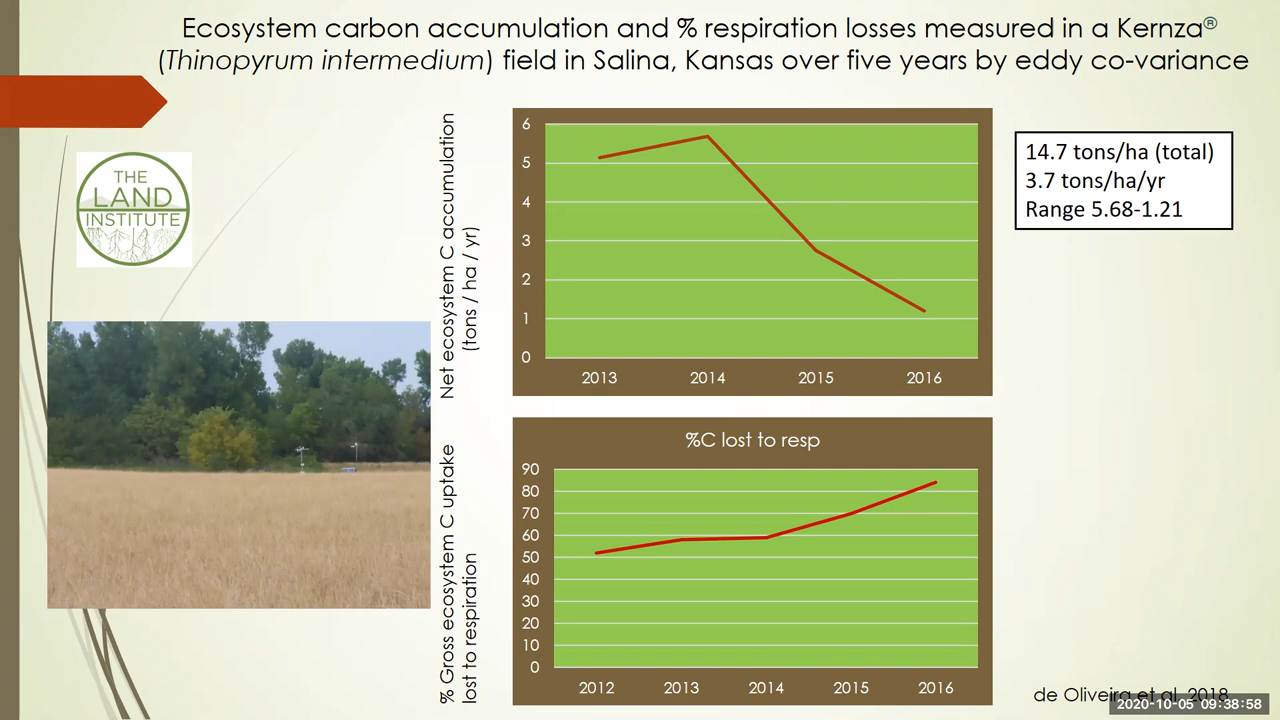 Ecosystem carbon accumulation and % respiration losses measured in a Kernza®
(Thinopyrum intermedium) field in Salina, Kansas over five years by eddy co-variance
THE
LAND
INSTITUTE
Net ecosystem C accumulation
(tons / ha / yr)
6
5
4
3
2
1
0
2013 2014 2015 2016
14.7 tons/ha (total)
3.7 tons/ha/yr
Range 5.68-1.21
% Gross ecosystem C uptake
lost to respiration
%C lost to resp
90
80
70
60
50
40
30
20
10
0
2012 2013 2014 2015 2016
de Oliveira et al. 2018
2020-10-05 09:38:58